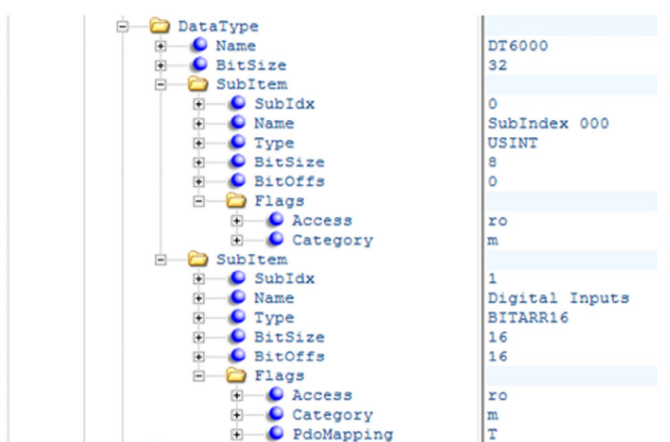 DataType
Name DT6000
BitSize 32
SubItem
SubIdx 0
Name SubIndex 000
Type USINT
BitSize 8
BitOffs 0
Flags
Access ro
Category m
SubItem
SubIdx 1
Name Digital Inputs
Type BITARR16
BitSize 16
BitOffs 16
Flags
Access ro
Category m
PdoMapping T